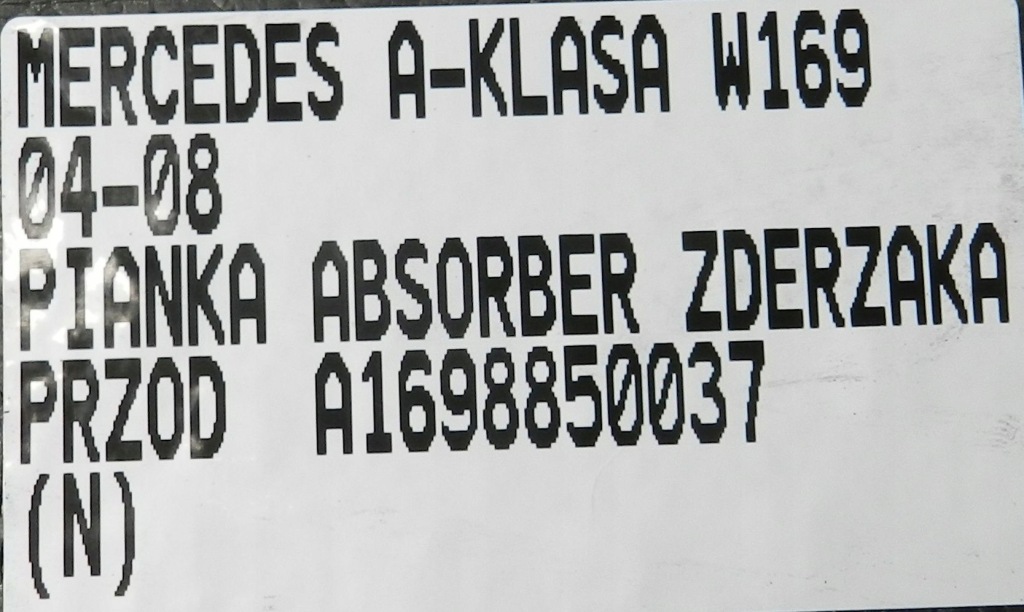 MERCEDES A-KLASA W169
04-08
PIANKA ABSORBER ZDERZAKA
PRZOD A1698850037
(N)